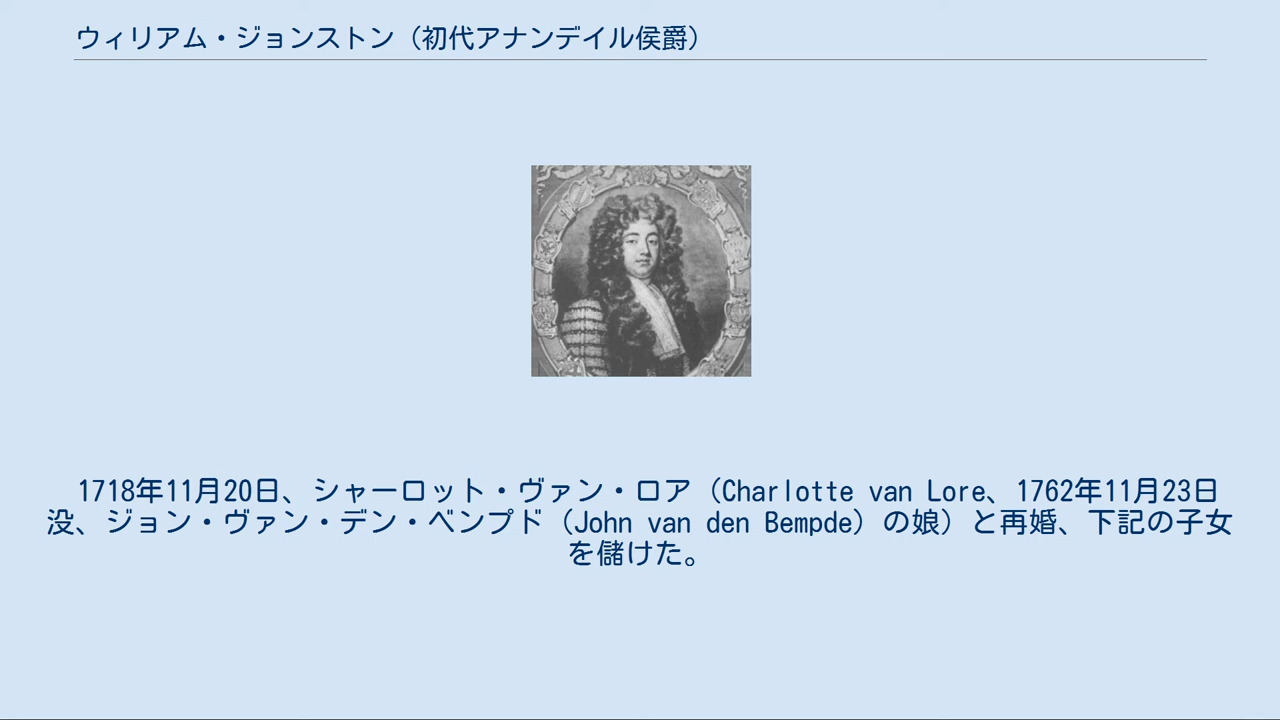 ウィリアム・ジョンストン（初代アナンデイル侯爵）
1718年11月20日、シャーロット・ヴァン・ロア（Charlotte van Lore、1762年11月23日
没、ジョン・ヴァン・デン・ベンプド（John van den Bempde）の娘）と再婚、下記の子女
を儲けた。